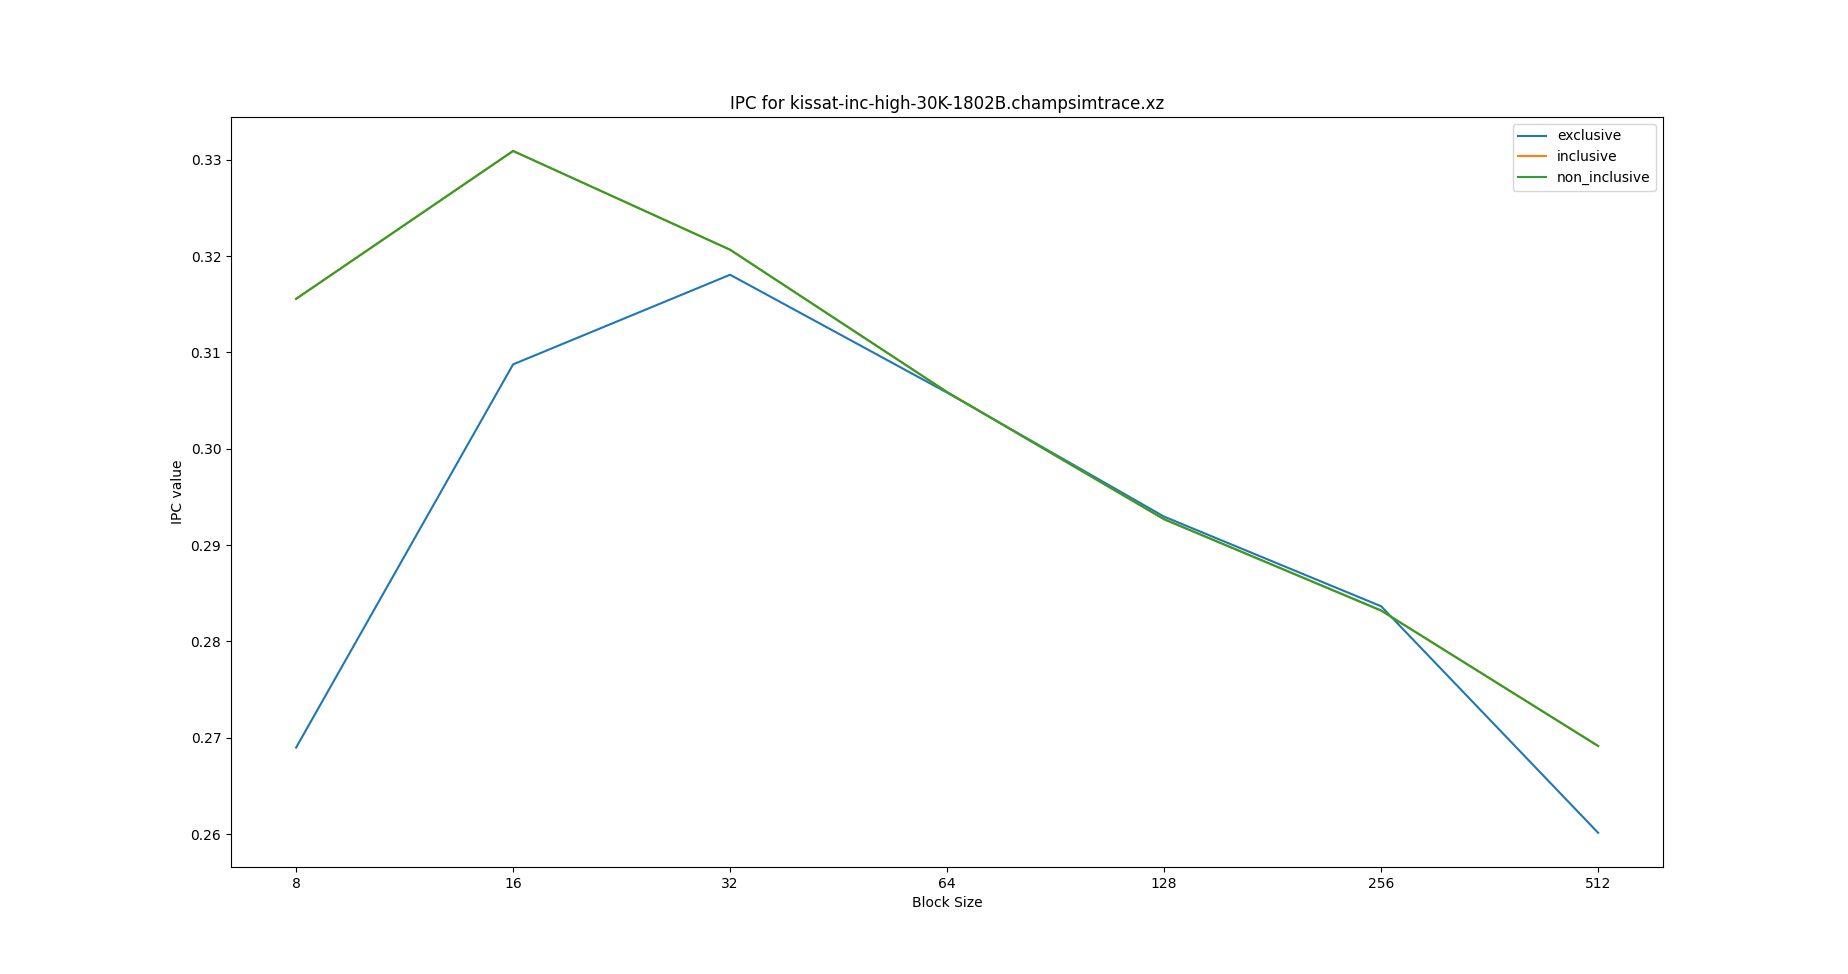 IPC for kissat-inc-high-30K-1802B.champsimtrace.xz
exclusive
inclusive
non_inclusive
IPC value
0.33
0.32
0.31
0.30
0.29
0.28
0.27
0.26
8 16 32 64 128 256 512
Block Size